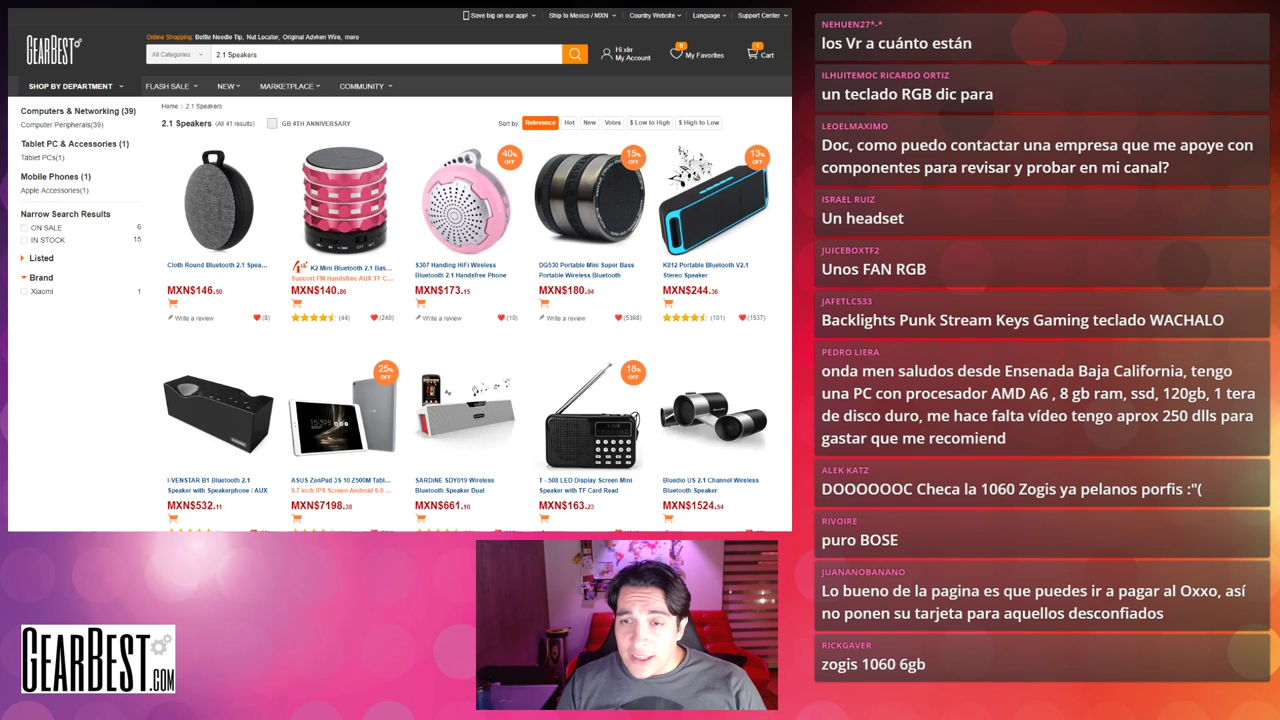 Save big on our app!
Ship to Mexico / MXN
Country Website
Language
Support Center
GEARBEST
Online Shopping: Bottle Needle Tip, Nut Locator, Original Advken Wire, more
All Categories
2.1 Speakers
Hi xlrr
My Account
0
My Favorites
1
Cart
SHOP BY DEPARTMENT
FLASH SALE
NEW
MARKETPLACE
COMMUNITY
Computers & Networking (39)
Computer Peripherals(39)
Tablet PC & Accessories (1)
Tablet PCs(1)
Mobile Phones (1)
Apple Accessories(1)
Narrow Search Results
ON SALE 6
IN STOCK 15
Listed
Brand
Xiaomi 1
Home > 2.1 Speakers
2.1 Speakers (All 41 results)
GB 4TH ANNIVERSARY
Sort by: Relevance Hot New Votes $ Low to High $ High to Low
40% OFF
15% OFF
13% OFF
Cloth Round Bluetooth 2.1 Spea...
MXN$146.50
Write a review
(8)
K2 Mini Bluetooth 2.1 Bas...
Support FM Handsfree AUX TF C...
MXN$140.86
(44)
(240)
S307 Handing HiFi Wireless
Bluetooth 2.1 Handsfree Phone
MXN$173.15
Write a review
(10)
DG530 Portable Mini Super Bass
Portable Wireless Bluetooth
MXN$180.94
Write a review
(5398)
K812 Portable Bluetooth V2.1
Stereo Speaker
MXN$244.36
(101)
(1537)
25% OFF
18% OFF
I-VENSTAR B1 Bluetooth 2.1
Speaker with Speakerphone / AUX
MXN$532.11
ASUS ZenPad 3S 10 Z500M Tabl...
9.7 inch IPS Screen Android 6.0 ...
MXN$7198.38
SARDINE SDY019 Wireless
Bluetooth Speaker Dual
MXN$661.10
T - 508 LED Display Screen Mini
Speaker with TF Card Read
MXN$163.23
Bluedio US 2.1 Channel Wireless
Bluetooth Speaker
MXN$1524.54
GEARBEST.COM
NEHUEN27*-*
los Vr a cuánto están
ILHUITEMOC RICARDO ORTIZ
un teclado RGB dic para
LEOELMAXIMO
Doc, como puedo contactar una empresa que me apoye con
componentes para revisar y probar en mi canal?
ISRAEL RUIZ
Un headset
JUICEBOXTF2
Unos FAN RGB
JAFETLC533
Backlights Punk Stream Keys Gaming teclado WACHALO
PEDRO LIERA
onda men saludos desde Ensenada Baja California, tengo
una PC con procesador AMD A6 , 8 gb ram, ssd, 120gb, 1 tera
de disco duro, me hace falta vídeo tengo aprox 250 dlls para
gastar que me recomiend
ALEK KATZ
DOOOOOOC Checa la 1060 Zogis ya pelanos porfis :"(
RIVOIRE
puro BOSE
JUANANOBANANO
Lo bueno de la pagina es que puedes ir a pagar al Oxxo, así
no ponen su tarjeta para aquellos desconfiados
RICKGAVER
zogis 1060 6gb